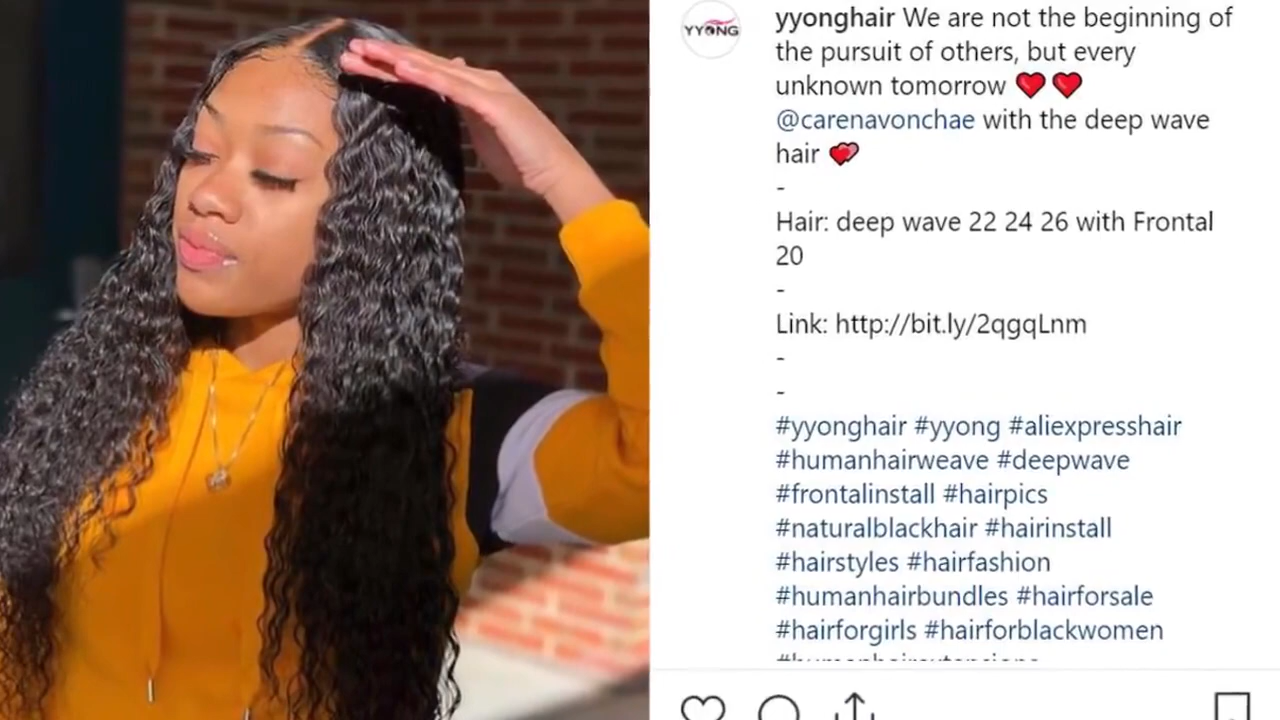 YYONG
yyonghair We are not the beginning of
the pursuit of others, but every
unknown tomorrow ❤️ ❤️
@carenavonchae with the deep wave
hair 💕
-
Hair: deep wave 22 24 26 with Frontal
20
-
Link: http://bit.ly/2qgqLnm
-
-
#yyonghair #yyong #aliexpresshair
#humanhairweave #deepwave
#frontalinstall #hairpics
#naturalblackhair #hairinstall
#hairstyles #hairfashion
#humanhairbundles #hairforsale
#hairforgirls #hairforblackwomen